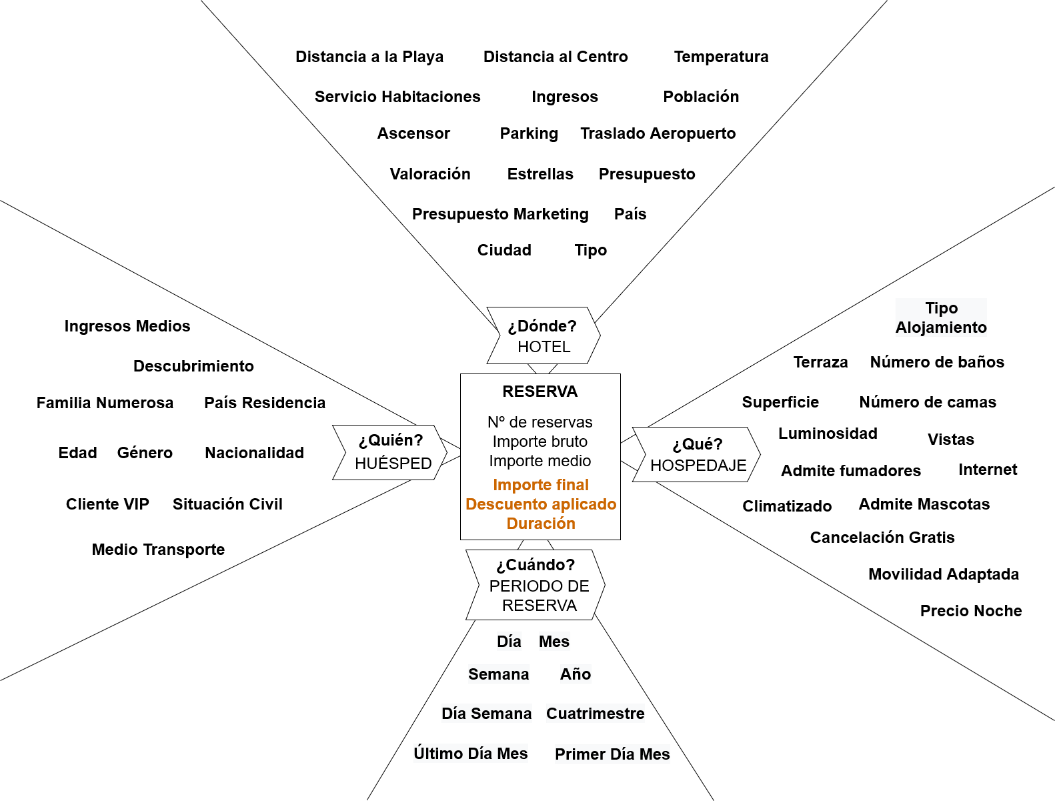 Distancia a la Playa Distancia al Centro Temperatura
Servicio Habitaciones Ingresos Población
Ascensor Parking Traslado Aeropuerto
Valoración Estrellas Presupuesto
Presupuesto Marketing País
Ciudad Tipo
¿Dónde?
HOTEL
Ingresos Medios
Descubrimiento
Familia Numerosa País Residencia
Edad Género Nacionalidad
Cliente VIP Situación Civil
Medio Transporte
¿Quién?
HUÉSPED
RESERVA
Nº de reservas
Importe bruto
Importe medio
Importe final
Descuento aplicado
Duración
¿Qué?
HOSPEDAJE
Tipo
Alojamiento
Terraza Número de baños
Superficie Número de camas
Luminosidad Vistas
Admite fumadores Internet
Climatizado Admite Mascotas
Cancelación Gratis
Movilidad Adaptada
Precio Noche
¿Cuándo?
PERIODO DE
RESERVA
Día Mes
Semana Año
Día Semana Cuatrimestre
Último Día Mes Primer Día Mes